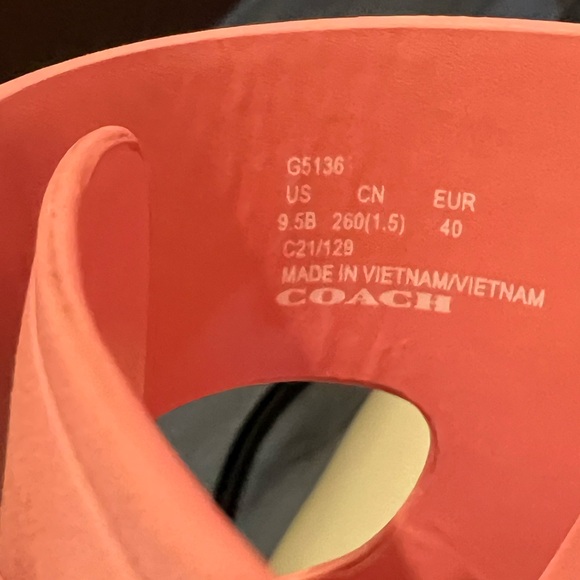 G5136
US CN EUR
9.5B 260(1.5) 40
C21/129
MADE IN VIETNAM/VIETNAM
COACH